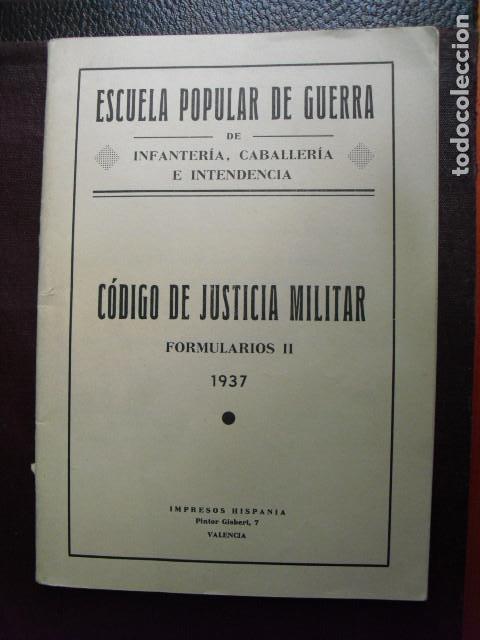 ESCUELA POPULAR DE GUERRA
DE
INFANTERÍA, CABALLERÍA
E INTENDENCIA
CÓDIGO DE JUSTICIA MILITAR
FORMULARIOS II
1937
IMPRESOS HISPANIA
Pintor Gisbert, 7
VALENCIA
todocoleccion